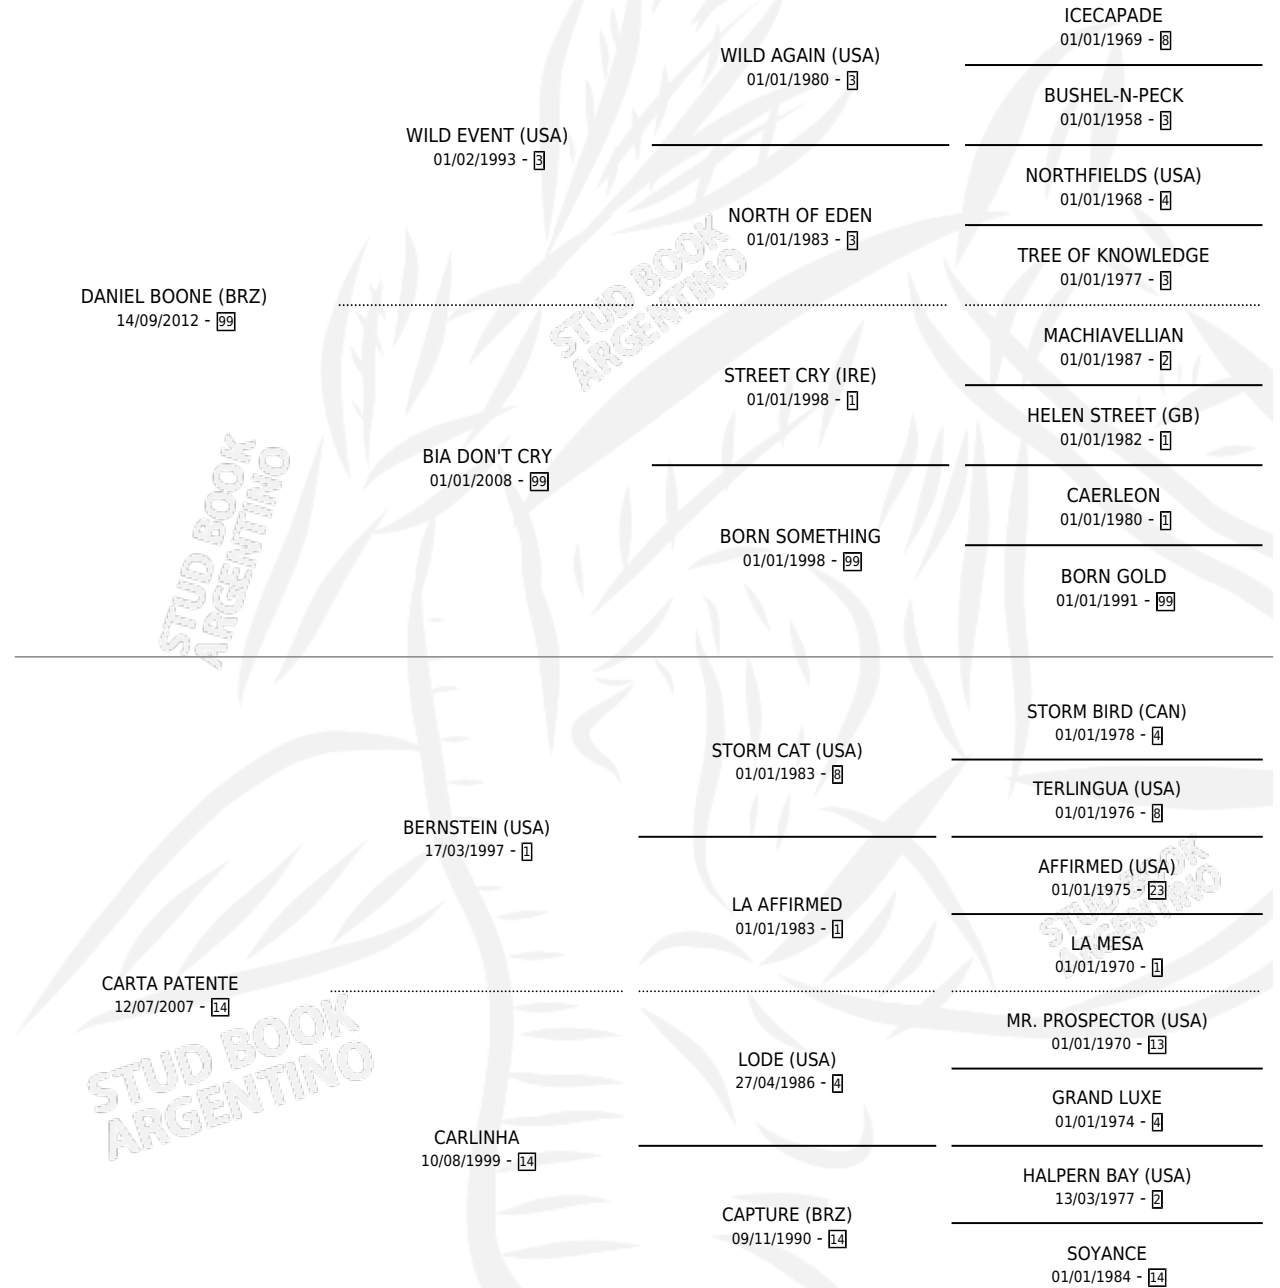 ICECAPADE
01/01/1969 - 8
WILD AGAIN (USA)
01/01/1980 - 3
BUSHEL-N-PECK
01/01/1958 - 3
WILD EVENT (USA)
01/02/1993 - 3
NORTHFIELDS (USA)
01/01/1968 - 4
NORTH OF EDEN
01/01/1983 - 3
TREE OF KNOWLEDGE
01/01/1977 - 3
DANIEL BOONE (BRZ)
14/09/2012 - 99
MACHIAVELLIAN
01/01/1987 - 2
STREET CRY (IRE)
01/01/1998 - 1
HELEN STREET (GB)
01/01/1982 - 1
BIA DON'T CRY
01/01/2008 - 99
CAERLEON
01/01/1980 - 1
BORN SOMETHING
01/01/1998 - 99
BORN GOLD
01/01/1991 - 99
STORM BIRD (CAN)
01/01/1978 - 4
STORM CAT (USA)
01/01/1983 - 8
TERLINGUA (USA)
01/01/1976 - 8
BERNSTEIN (USA)
17/03/1997 - 1
AFFIRMED (USA)
01/01/1975 - 23
LA AFFIRMED
01/01/1983 - 1
LA MESA
01/01/1970 - 1
CARTA PATENTE
12/07/2007 - 14
MR. PROSPECTOR (USA)
01/01/1970 - 13
LODE (USA)
27/04/1986 - 4
GRAND LUXE
01/01/1974 - 4
CARLINHA
10/08/1999 - 14
HALPERN BAY (USA)
13/03/1977 - 2
CAPTURE (BRZ)
09/11/1990 - 14
SOYANCE
01/01/1984 - 14
STUD BOOK
ARGENTINO
STUD BOOK
ARGENTINO
STUD BOOK
ARGENTINO
STUD BOOK
ARGENTINO